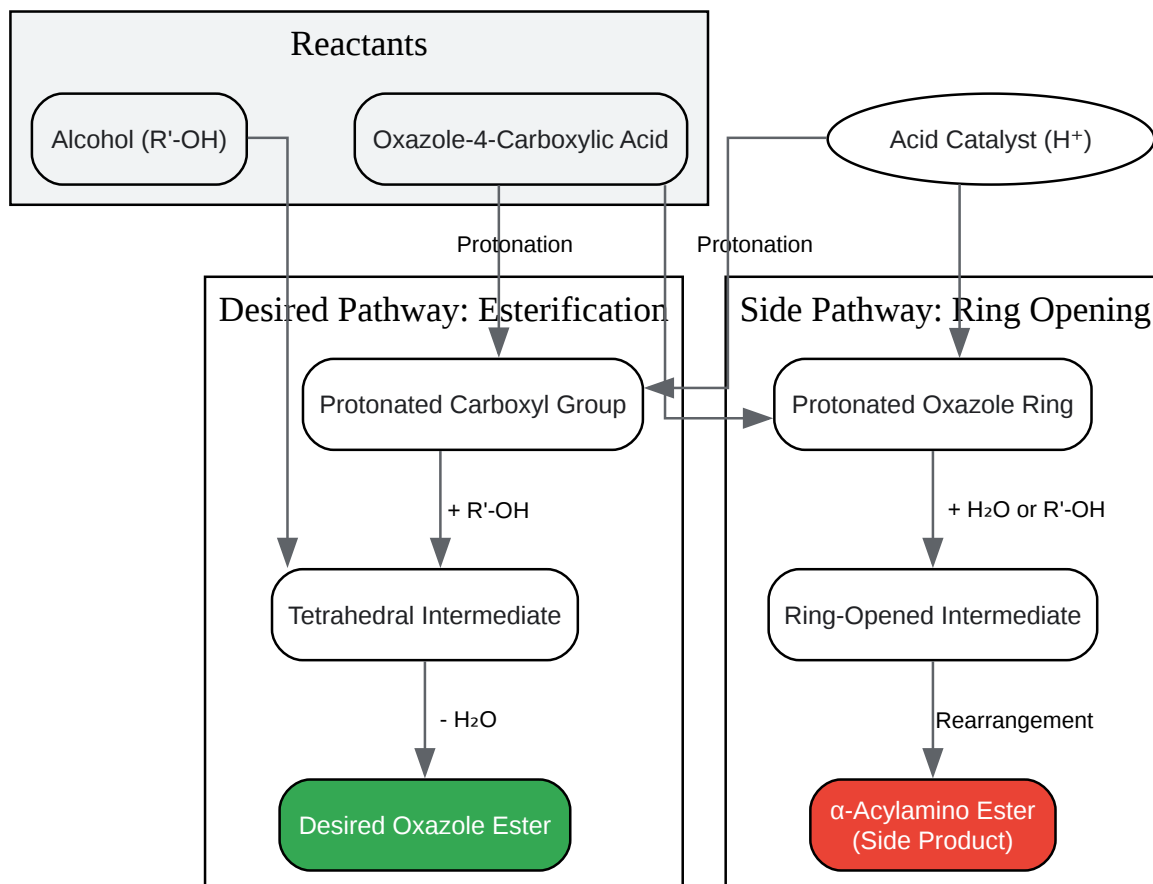 Reactants
Alcohol (R'-OH)
Oxazole-4-Carboxylic Acid
Acid Catalyst (H⁺)
Protonation
Protonation
Desired Pathway: Esterification
Side Pathway: Ring Opening
Protonated Carboxyl Group
Protonated Oxazole Ring
+ R'-OH
+ H₂O or R'-OH
Tetrahedral Intermediate
Ring-Opened Intermediate
- H₂O
Rearrangement
Desired Oxazole Ester
α-Acylamino Ester
(Side Product)